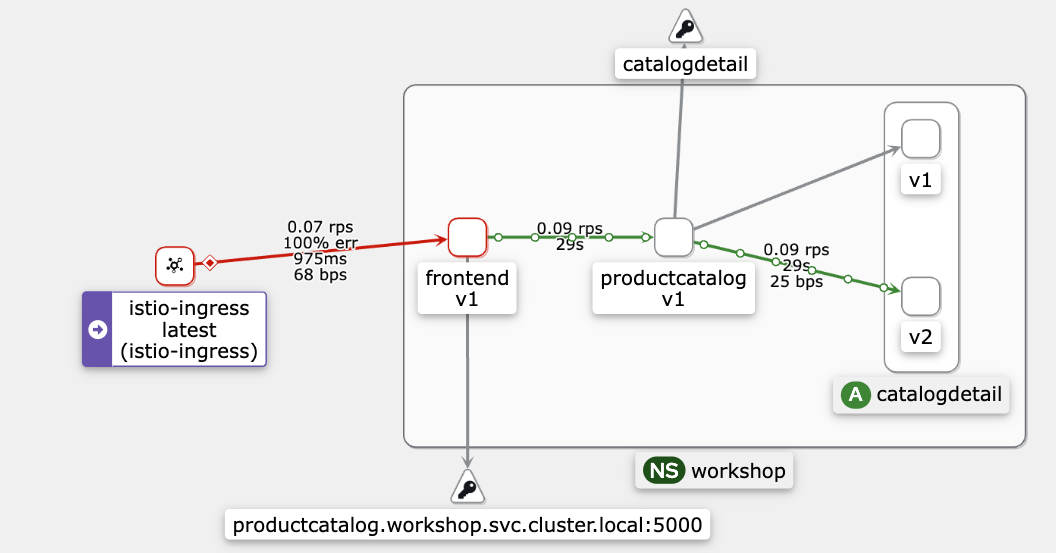 catalogdetail
v1
0.07 rps
100% err
975ms
68 bps
0.09 rps
29s
0.09 rps
29s
25 bps
frontend
v1
productcatalog
v1
istio-ingress
latest
(istio-ingress)
v2
A catalogdetail
NS workshop
productcatalog.workshop.svc.cluster.local:5000